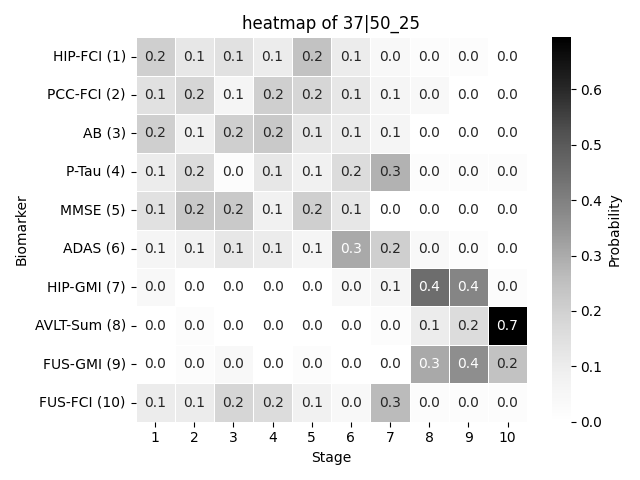 heatmap of 37|50_25
HIP-FCI (1) 0.2 0.1 0.1 0.1 0.2 0.1 0.0 0.0 0.0 0.0
PCC-FCI (2) 0.1 0.2 0.1 0.2 0.2 0.1 0.1 0.0 0.0 0.0
AB (3) 0.2 0.1 0.2 0.2 0.1 0.1 0.1 0.0 0.0 0.0
P-Tau (4) 0.1 0.2 0.0 0.1 0.1 0.2 0.3 0.0 0.0 0.0
MMSE (5) 0.1 0.2 0.2 0.1 0.2 0.1 0.0 0.0 0.0 0.0
ADAS (6) 0.1 0.1 0.1 0.1 0.1 0.3 0.2 0.0 0.0 0.0
HIP-GMI (7) 0.0 0.0 0.0 0.0 0.0 0.0 0.1 0.4 0.4 0.0
AVLT-Sum (8) 0.0 0.0 0.0 0.0 0.0 0.0 0.0 0.1 0.2 0.7
FUS-GMI (9) 0.0 0.0 0.0 0.0 0.0 0.0 0.0 0.3 0.4 0.2
FUS-FCI (10) 0.1 0.1 0.2 0.2 0.1 0.0 0.3 0.0 0.0 0.0
1 2 3 4 5 6 7 8 9 10
Stage
Biomarker
0.6
0.5
0.4
0.3
0.2
0.1
0.0
Probability